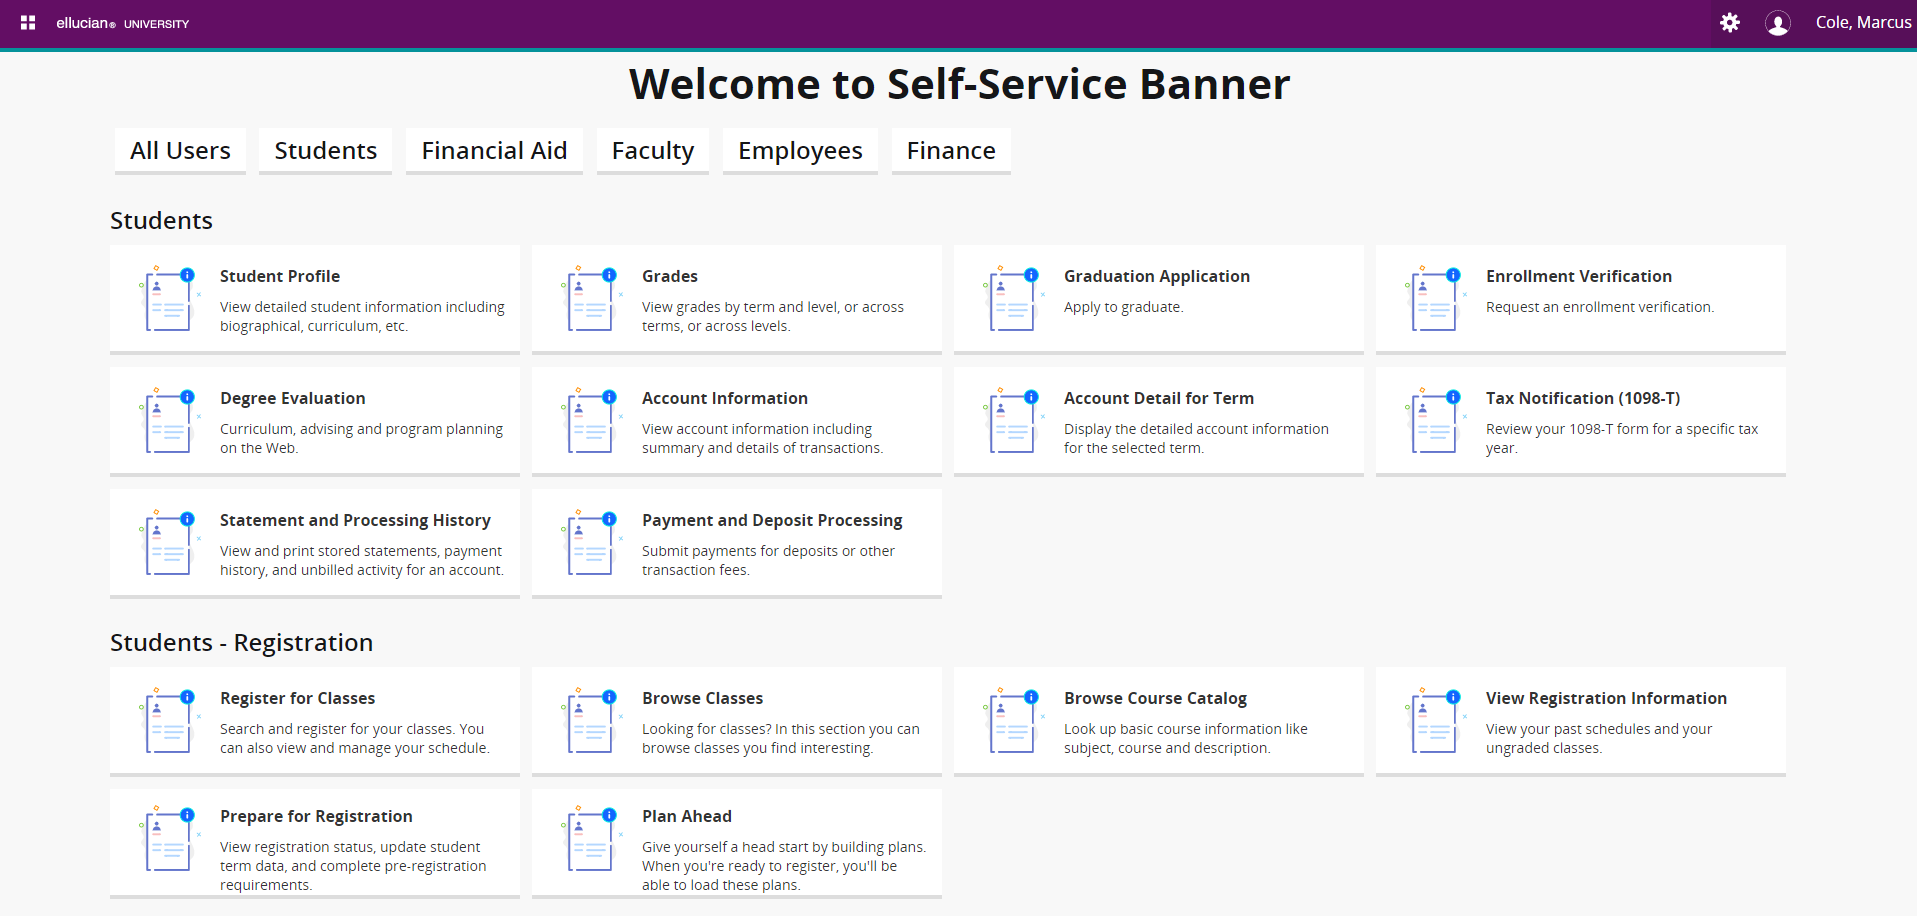 ellucian® UNIVERSITY
Cole, Marcus
Welcome to Self-Service Banner
All Users
Students
Financial Aid
Faculty
Employees
Finance
Students
Student Profile
View detailed student information including
biographical, curriculum, etc.
Grades
View grades by term and level, or across
terms, or across levels.
Graduation Application
Apply to graduate.
Enrollment Verification
Request an enrollment verification.
Degree Evaluation
Curriculum, advising and program planning
on the Web.
Account Information
View account information including
summary and details of transactions.
Account Detail for Term
Display the detailed account information
for the selected term.
Tax Notification (1098-T)
Review your 1098-T form for a specific tax
year.
Statement and Processing History
View and print stored statements, payment
history, and unbilled activity for an account.
Payment and Deposit Processing
Submit payments for deposits or other
transaction fees.
Students - Registration
Register for Classes
Search and register for your classes. You
can also view and manage your schedule.
Browse Classes
Looking for classes? In this section you can
browse classes you find interesting.
Browse Course Catalog
Look up basic course information like
subject, course and description.
View Registration Information
View your past schedules and your
ungraded classes.
Prepare for Registration
View registration status, update student
term data, and complete pre-registration
requirements.
Plan Ahead
Give yourself a head start by building plans.
When you're ready to register, you'll be
able to load these plans.